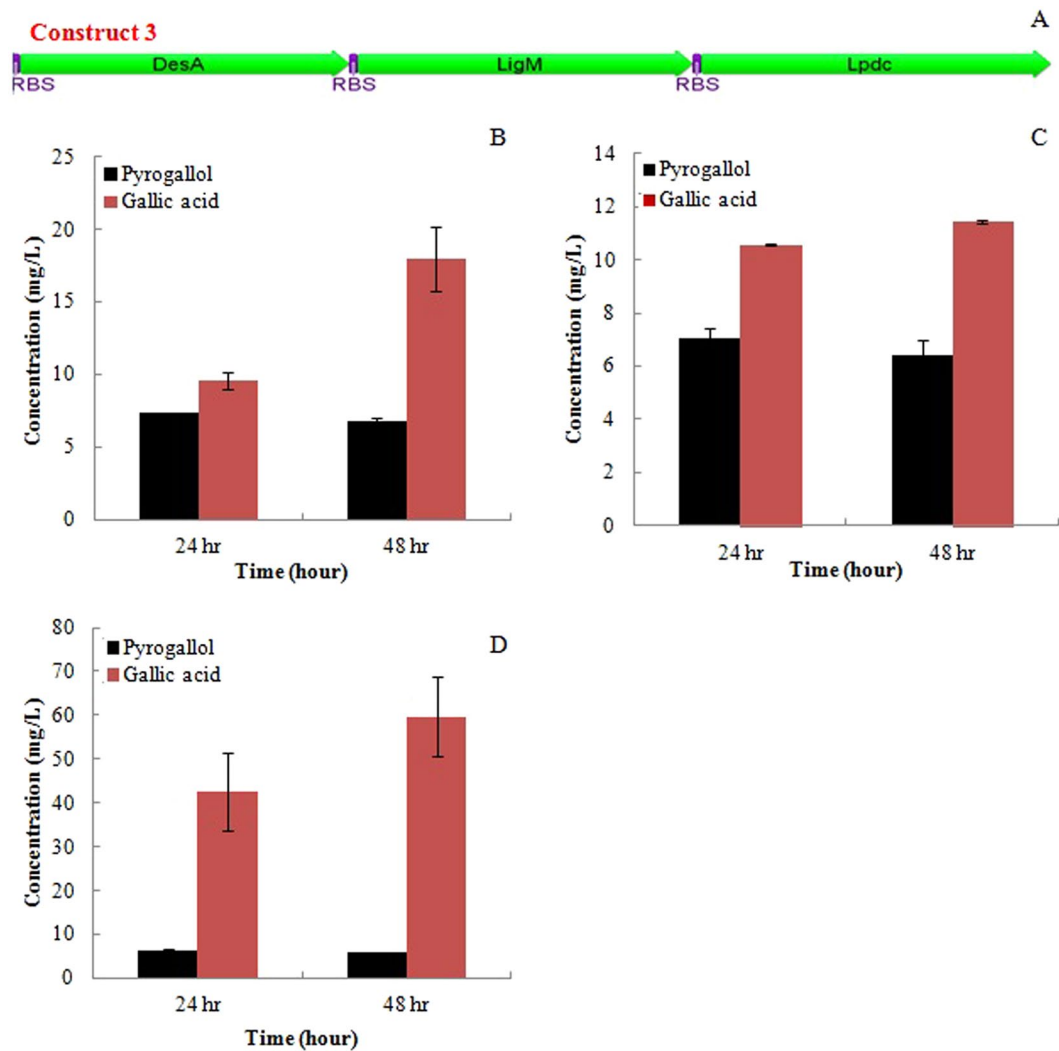 A
Construct 3
DesA LigM Lpdc
RBS RBS RBS
B
25
20
15
10
5
0
Concentration (mg/L)
Pyrogallol
Gallic acid
24 hr 48 hr
Time (hour)
C
14
12
10
8
6
4
2
0
Concentration (mg/L)
Pyrogallol
Gallic acid
24 hr 48 hr
Time (hour)
D
80
70
60
50
40
30
20
10
0
Concentration (mg/L)
Pyrogallol
Gallic acid
24 hr 48 hr
Time (hour)